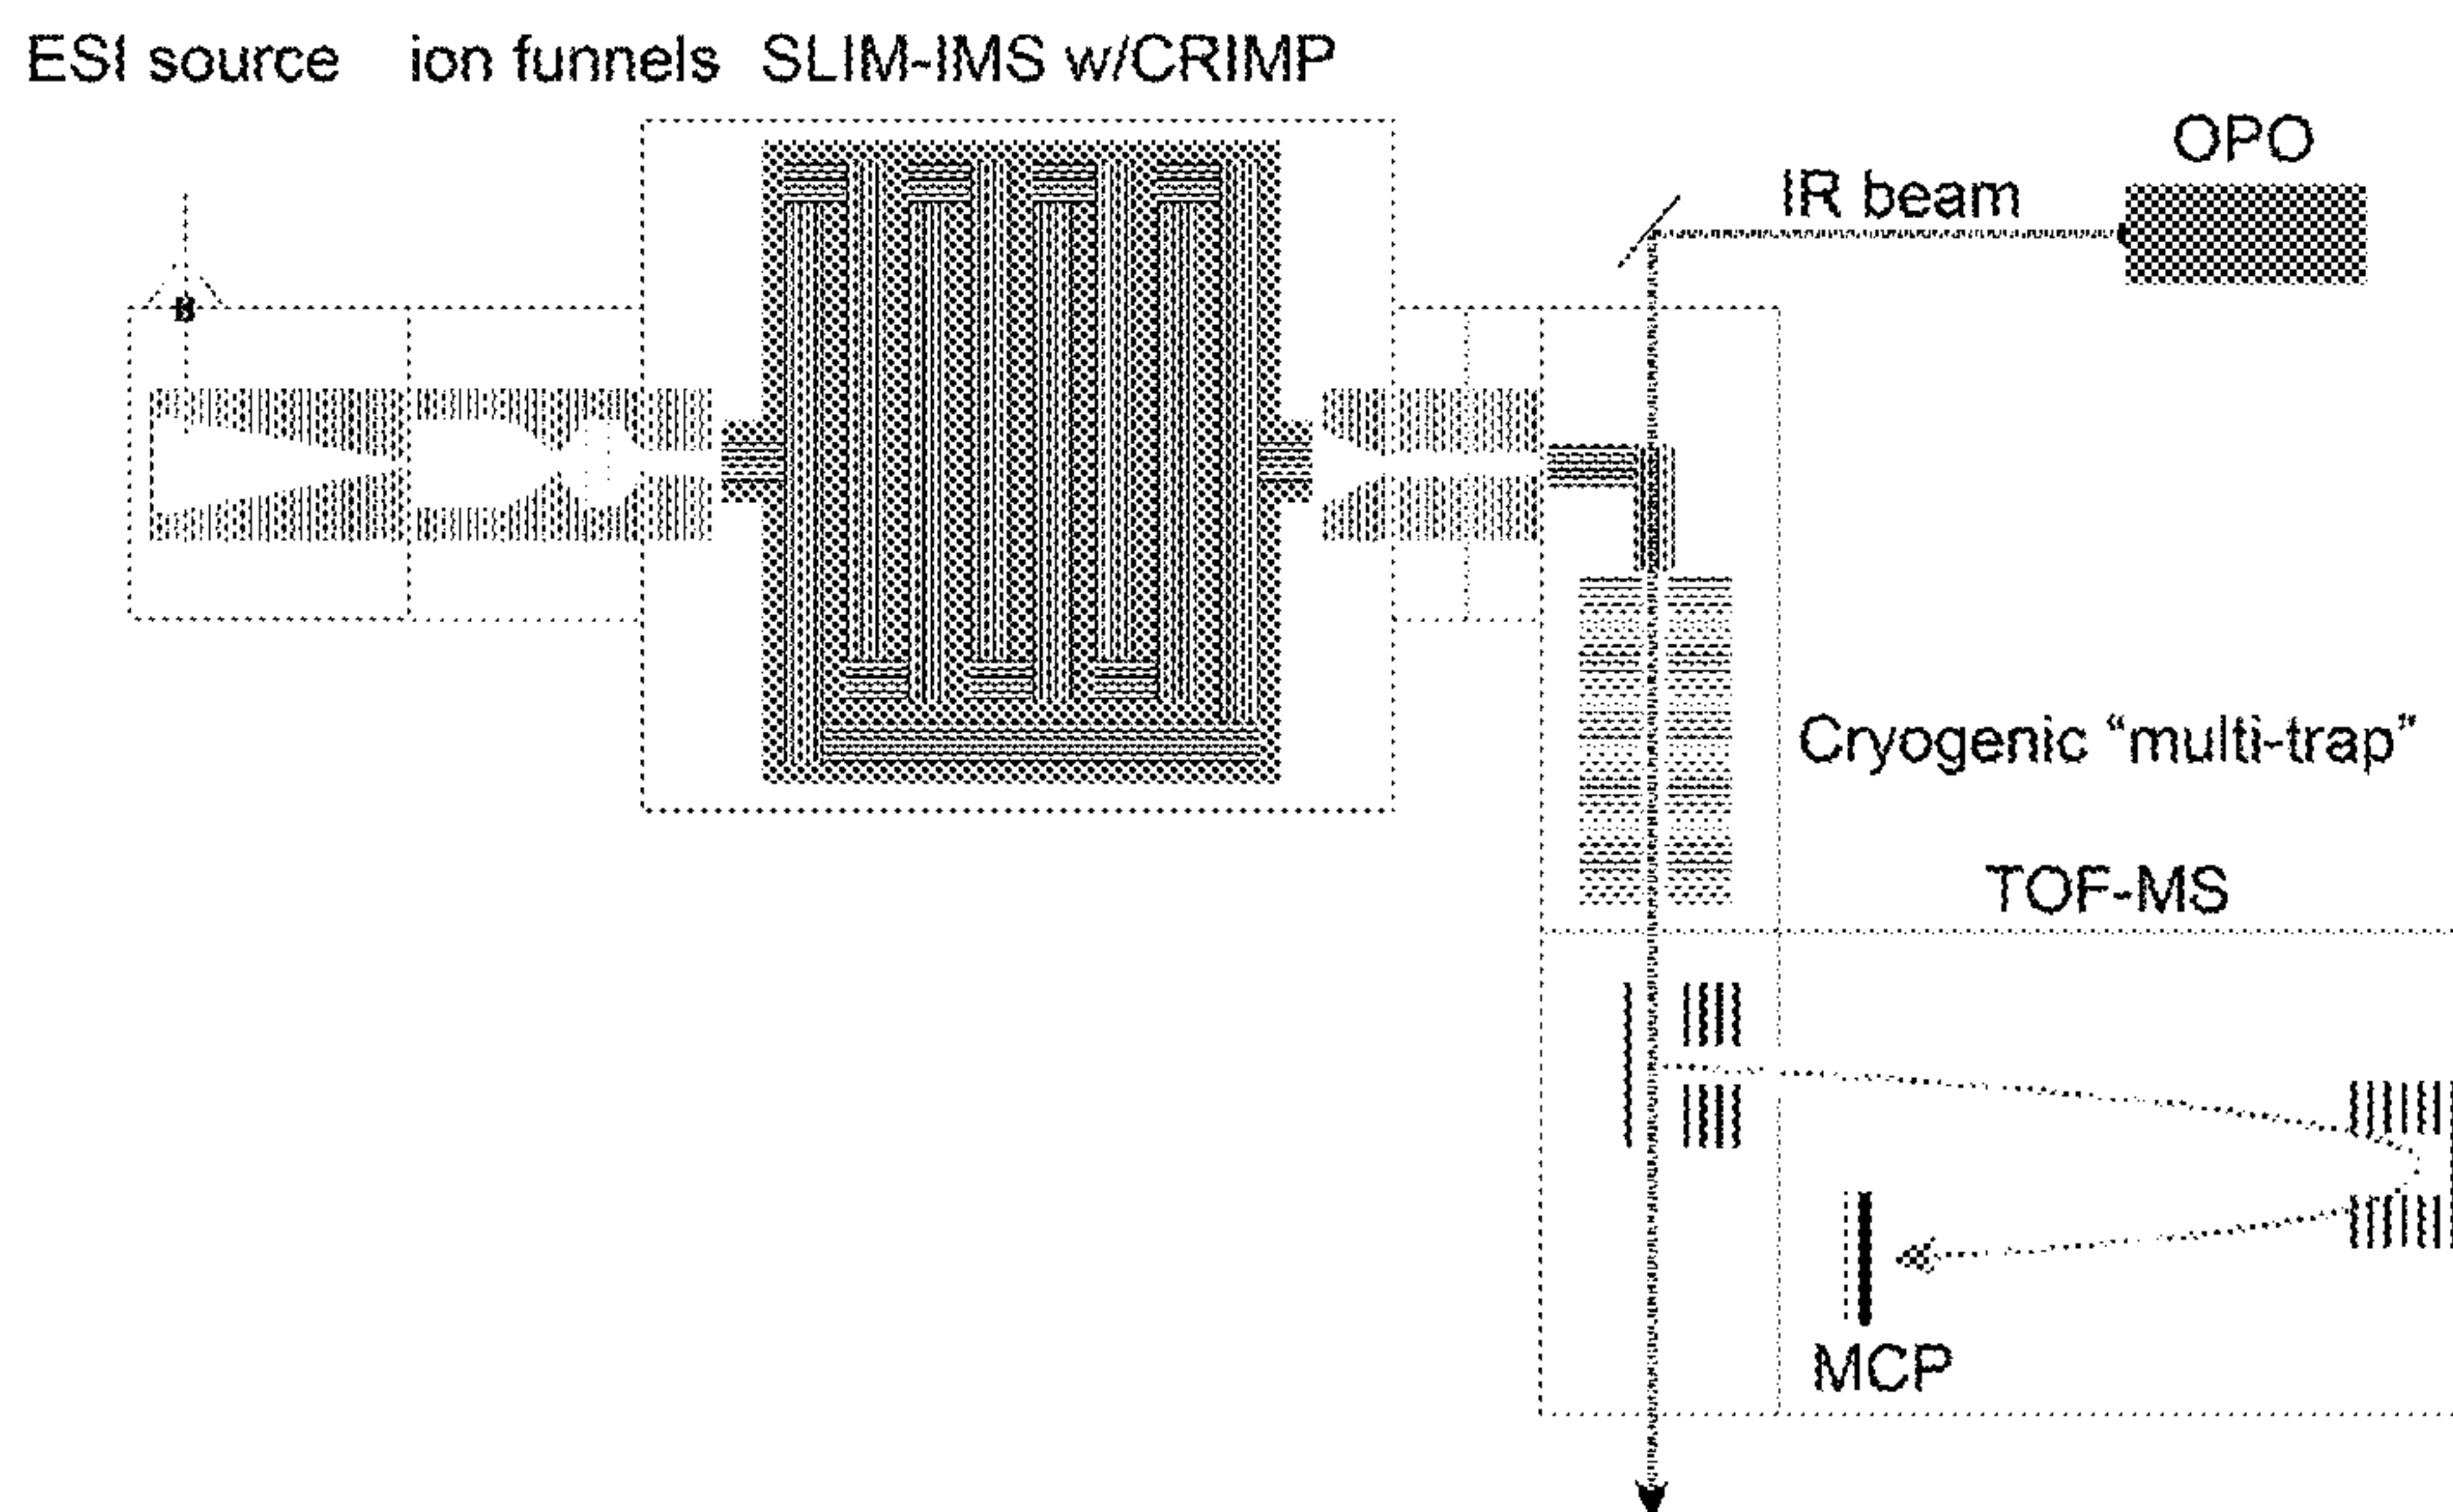 ESI source ion funnels SLIM-IMS w/CRIMP
OPO
IR beam
Cryogenic “multi-trap”
TOF-MS
MCP